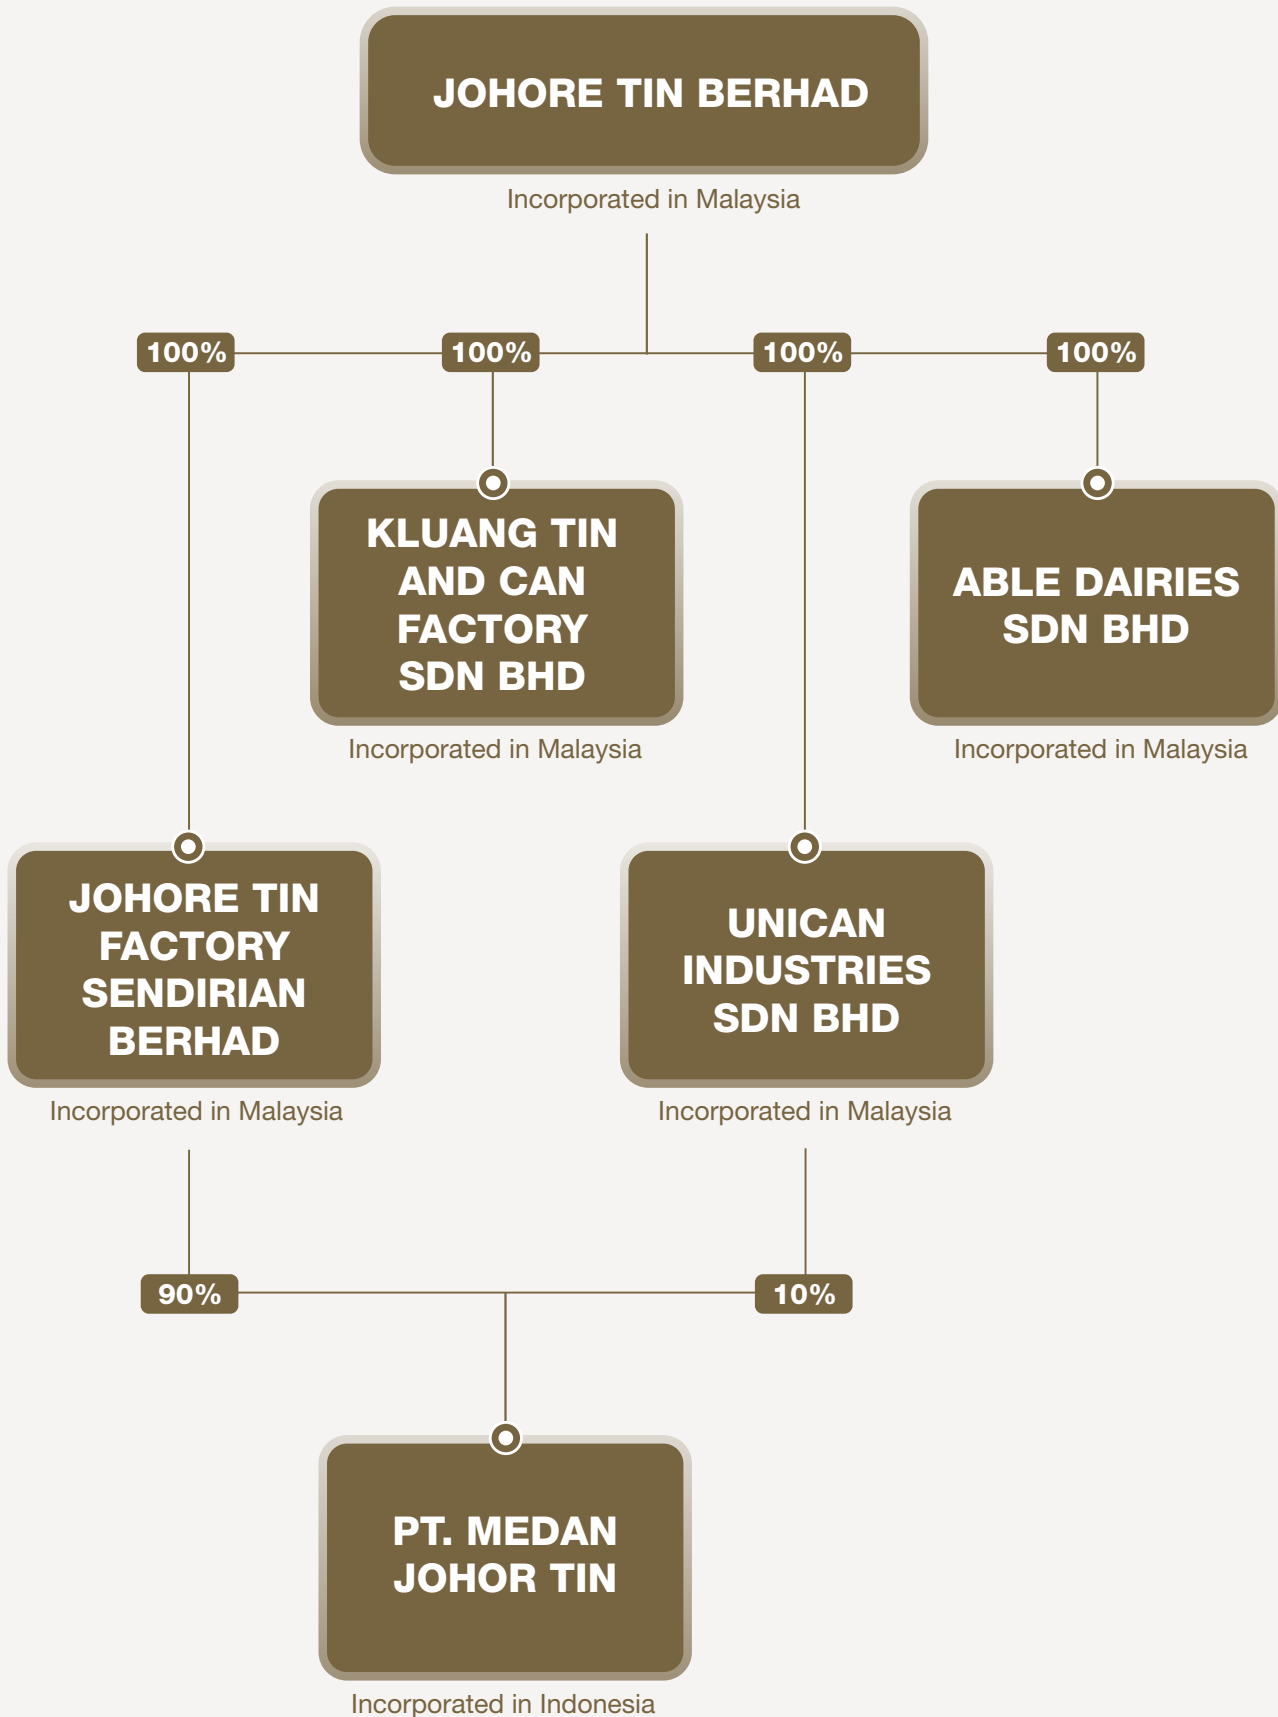 JOHORE TIN BERHAD
Incorporated in Malaysia
100%
100%
100%
100%
KLUANG TIN
AND CAN
FACTORY
SDN BHD
Incorporated in Malaysia
ABLE DAIRIES
SDN BHD
Incorporated in Malaysia
JOHORE TIN
FACTORY
SENDIRIAN
BERHAD
Incorporated in Malaysia
UNICAN
INDUSTRIES
SDN BHD
Incorporated in Malaysia
90%
10%
PT. MEDAN
JOHOR TIN
Incorporated in Indonesia